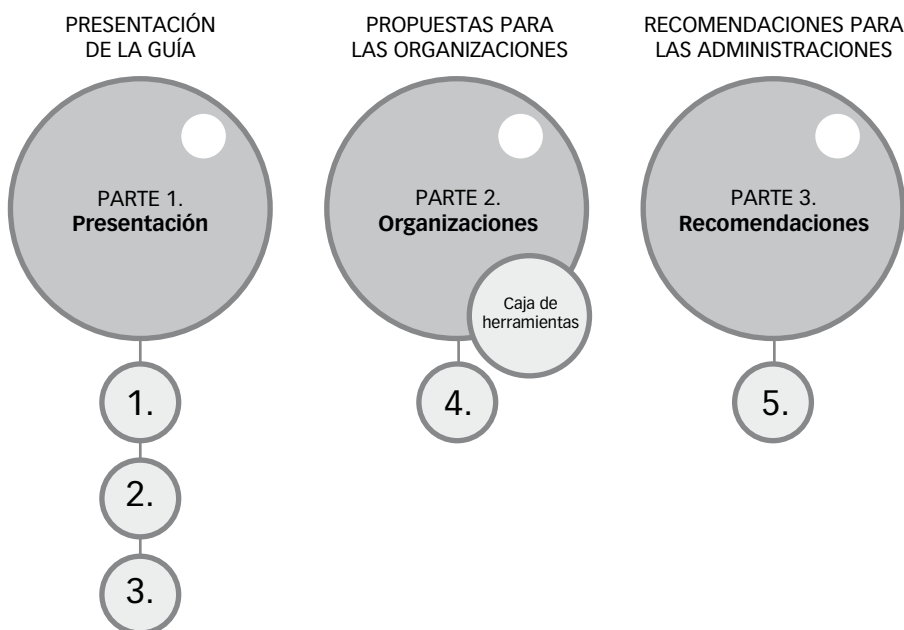 PRESENTACIÓN
DE LA GUÍA
PARTE 1.
Presentación
1.
2.
3.
PROPUESTAS PARA
LAS ORGANIZACIONES
PARTE 2.
Organizaciones
Caja de
herramientas
4.
RECOMENDACIONES PARA
LAS ADMINISTRACIONES
PARTE 3.
Recomendaciones
5.